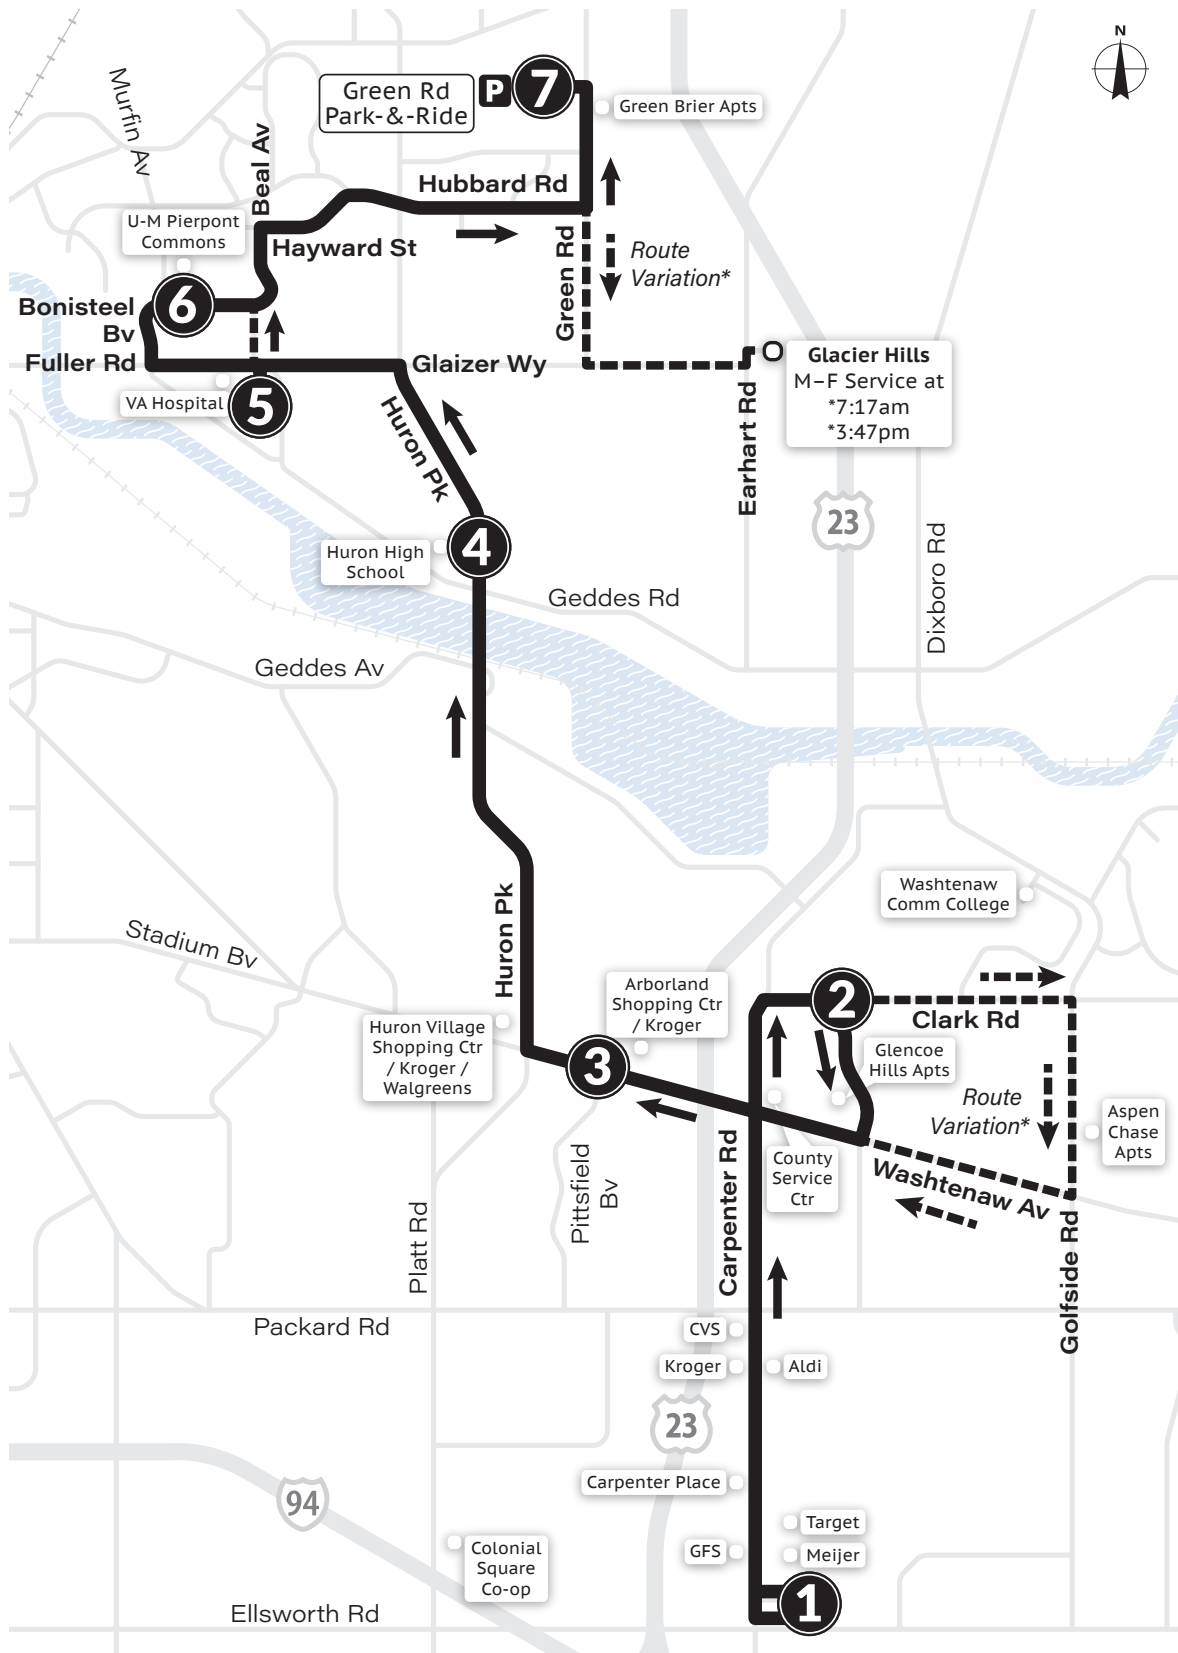 N
Murfin Av
Green Rd
Park-&-Ride
P
7
Green Brier Apts
Beal Av
Hubbard Rd
U-M Pierpont
Commons
Hayward St
Green Rd
Route
Variation*
6
Bonisteel
Bv
Fuller Rd
Glaizer Wy
Glacier Hills
M–F Service at
*7:17am
*3:47pm
VA Hospital
5
Huron Pk
Earhart Rd
23
Dixboro Rd
4
Huron High
School
Geddes Rd
Geddes Av
Washtenaw
Comm College
Huron Pk
Stadium Bv
Arborland
Shopping Ctr
/ Kroger
2
Clark Rd
Huron Village
Shopping Ctr
/ Kroger /
Walgreens
3
Glencoe
Hills Apts
Route
Variation*
Aspen
Chase
Apts
Carpenter Rd
County
Service
Ctr
Washtenaw Av
Pittsfield
Bv
Platt Rd
Golfside Rd
Packard Rd
CVS
Kroger
Aldi
23
Carpenter Place
94
Target
GFS
Meijer
Colonial
Square
Co-op
1
Ellsworth Rd